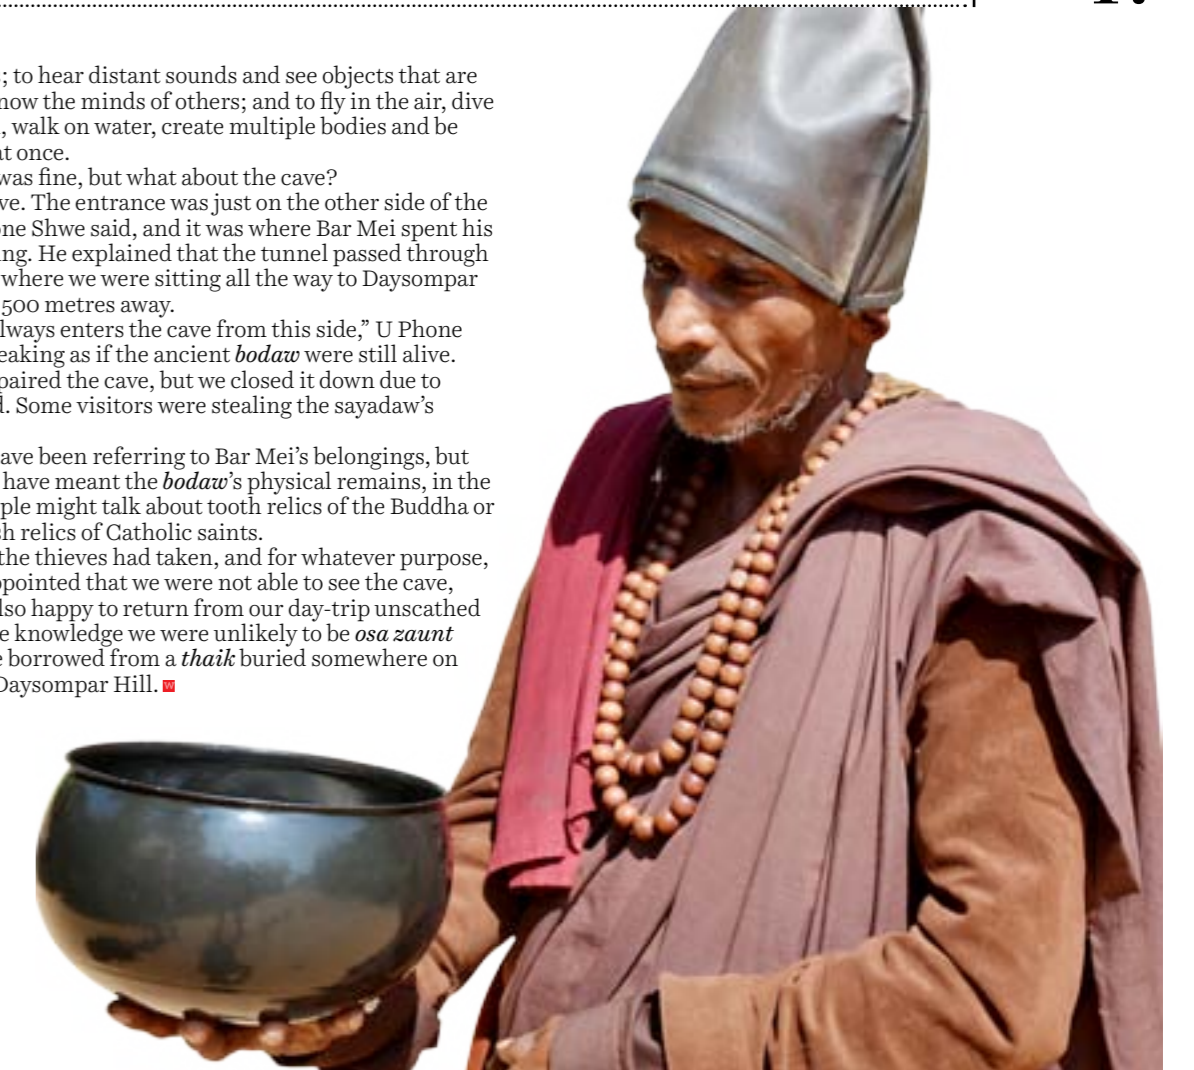 ; to hear distant sounds and see objects that are
now the minds of others; and to fly in the air, dive
, walk on water, create multiple bodies and be
at once.
was fine, but what about the cave?
ve. The entrance was just on the other side of the
one Shwe said, and it was where Bar Mei spent his
ng. He explained that the tunnel passed through
where we were sitting all the way to Daysompar
500 metres away.
lways enters the cave from this side,” U Phone
eaking as if the ancient bodaw were still alive.
paired the cave, but we closed it down due to
d. Some visitors were stealing the sayadaw’s
ave been referring to Bar Mei’s belongings, but
have meant the bodaw’s physical remains, in the
ple might talk about tooth relics of the Buddha or
sh relics of Catholic saints.
the thieves had taken, and for whatever purpose,
ppointed that we were not able to see the cave,
lso happy to return from our day-trip unscathed
e knowledge we were unlikely to be osa zaunt
e borrowed from a thaik buried somewhere on
Daysompar Hill. W